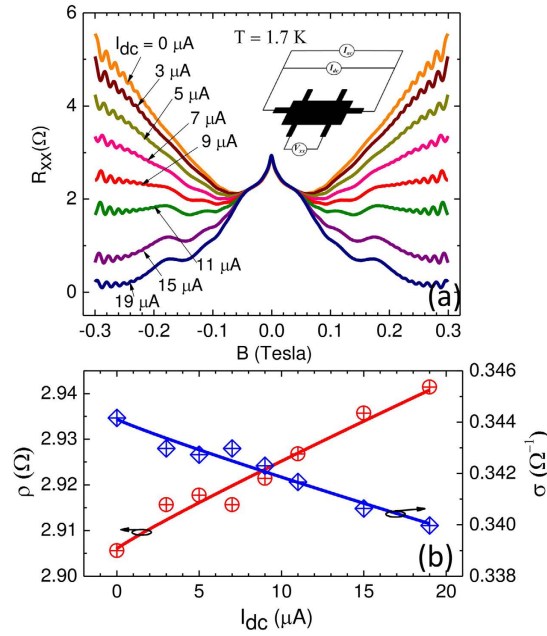 6
T = 1.7 K
I_ac
I_dc
V_xx
I_dc = 0 μA
3 μA
5 μA
7 μA
9 μA
11 μA
15 μA
19 μA
4
2
0
R_XX(Ω)
(a)
-0.3 -0.2 -0.1 0.0 0.1 0.2 0.3
B (Tesla)
2.94
2.93
2.92
2.91
2.90
ρ (Ω)
0.346
0.344
0.342
0.340
0.338
σ (Ω⁻¹)
(b)
0 5 10 15 20
I_dc (μA)